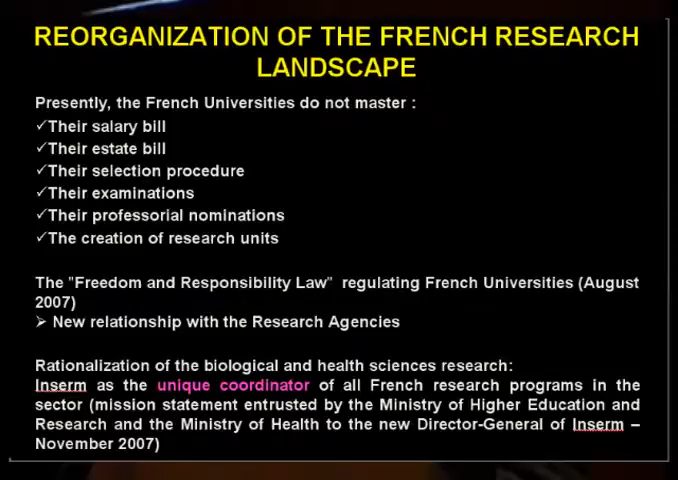 REORGANIZATION OF THE FRENCH RESEARCH
LANDSCAPE
Presently, the French Universities do not master :
✓Their salary bill
✓Their estate bill
✓Their selection procedure
✓Their examinations
✓Their professorial nominations
✓The creation of research units
The "Freedom and Responsibility Law" regulating French Universities (August
2007)
➢ New relationship with the Research Agencies
Rationalization of the biological and health sciences research:
Inserm as the unique coordinator of all French research programs in the
sector (mission statement entrusted by the Ministry of Higher Education and
Research and the Ministry of Health to the new Director-General of Inserm –
November 2007)